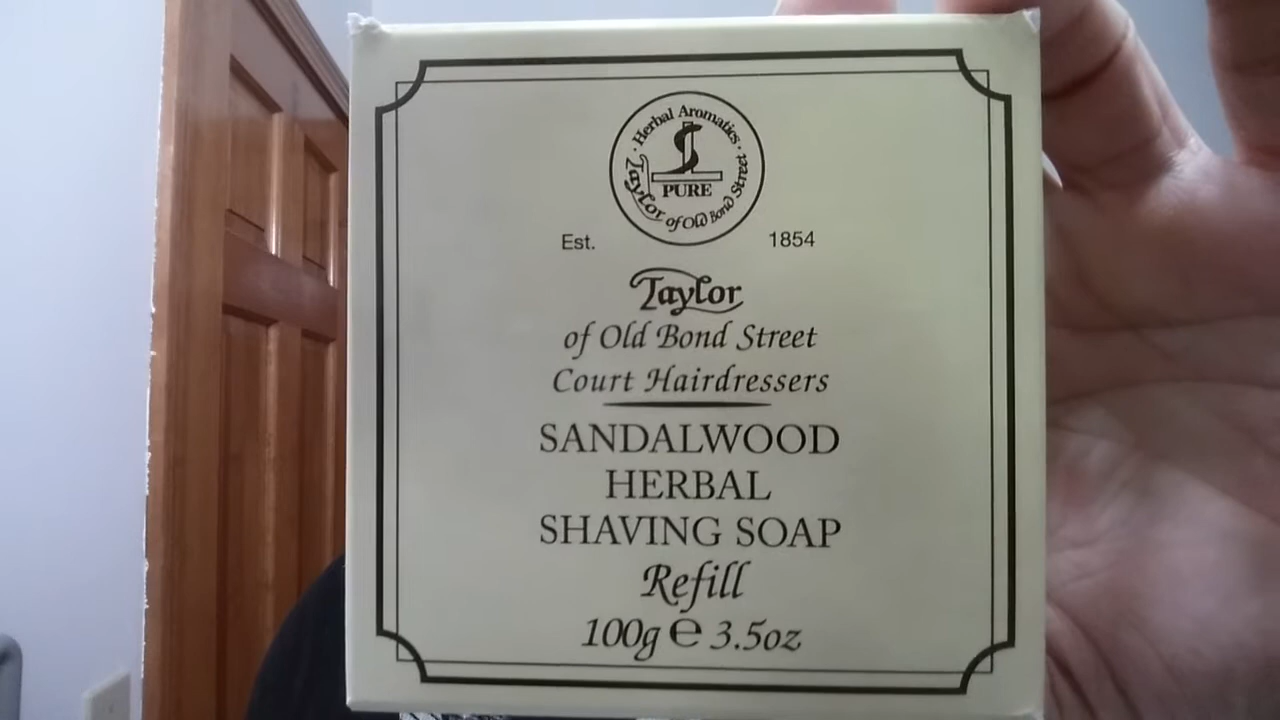 · Herbal Aromatics ·
PURE
Taylor of Old Bond Street
Est. 1854
Taylor
of Old Bond Street
Court Hairdressers
SANDALWOOD
HERBAL
SHAVING SOAP
Refill
100g ℮ 3.5oz